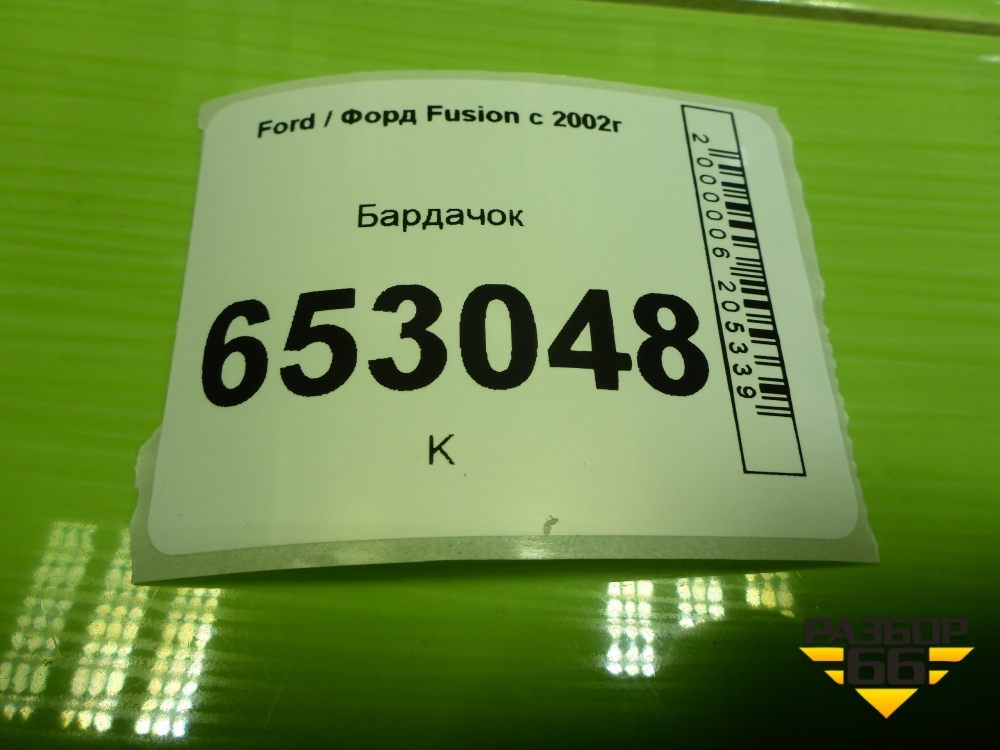 Ford / Форд Fusion с 2002г
Бардачок
653048
К
2000006205339
РАЗБОР
66